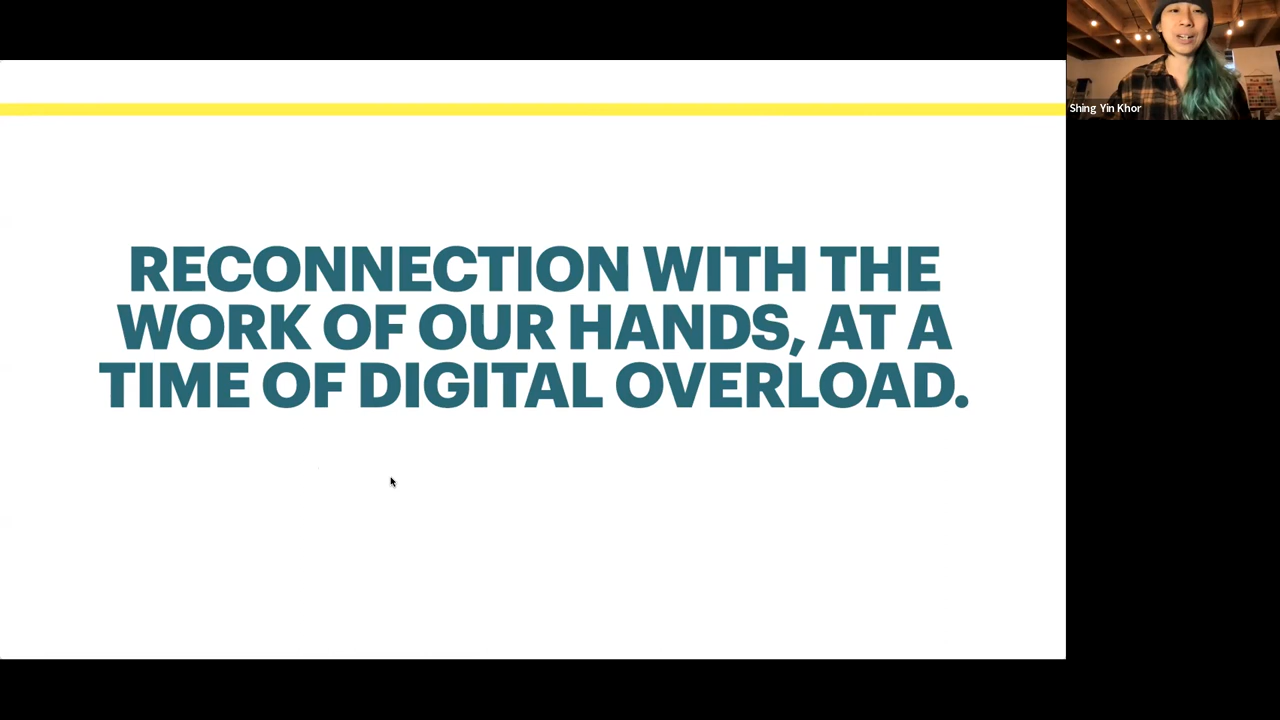 Shing Yin Khor
RECONNECTION WITH THE
WORK OF OUR HANDS, AT A
TIME OF DIGITAL OVERLOAD.